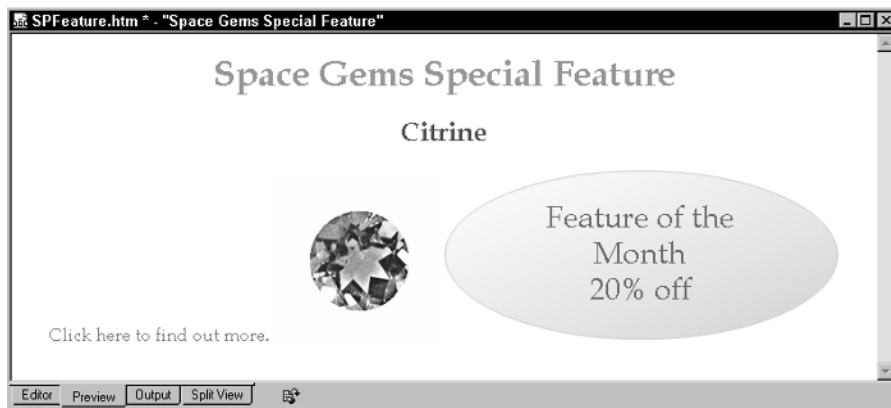 SPFeature.htm * - "Space Gems Special Feature"
Space Gems Special Feature
Citrine
Feature of the
Month
20% off
Click here to find out more.
Editor Preview Output Split View